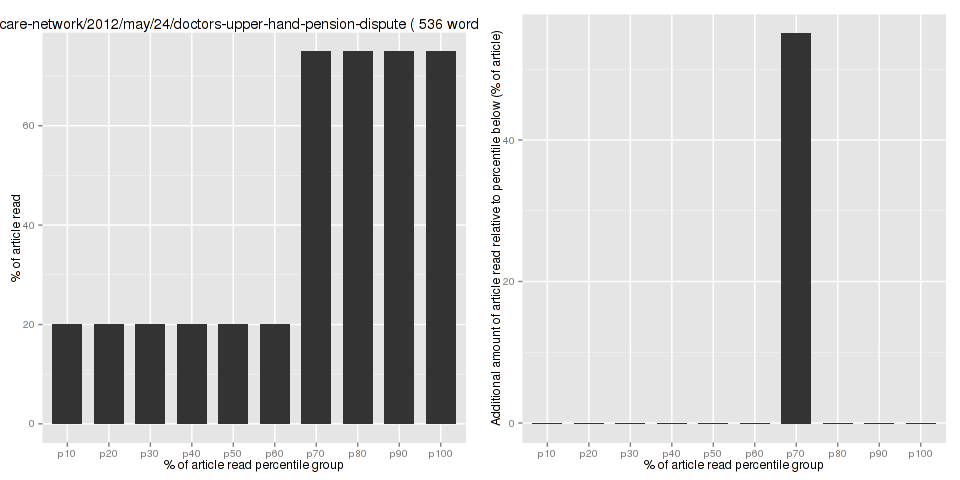 care-network/2012/may/24/doctors-upper-hand-pension-dispute ( 536 word
% of article read
60
40
20
0
p10 p20 p30 p40 p50 p60 p70 p80 p90 p100
% of article read percentile group
Additional amount of article read relative to percentile below (% of article)
40
20
0
p10 p20 p30 p40 p50 p60 p70 p80 p90 p100
% of article read percentile group